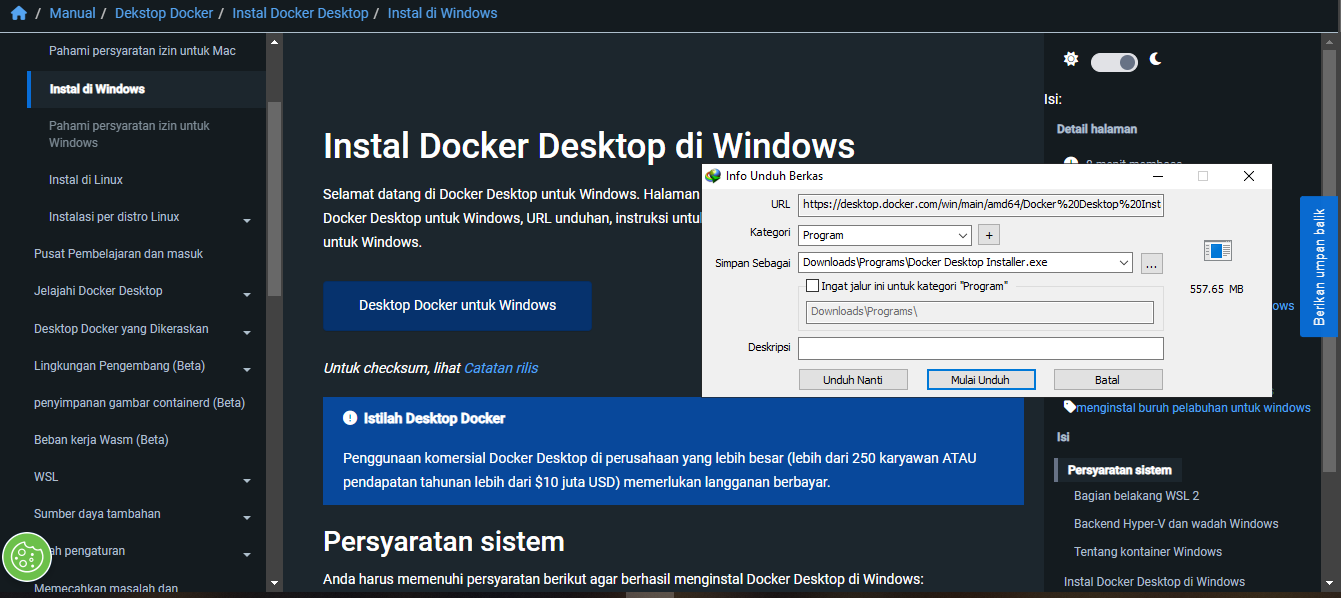 / Manual / Dekstop Docker / Instal Docker Desktop / Instal di Windows
Pahami persyaratan izin untuk Mac
Instal di Windows
Pahami persyaratan izin untuk
Windows
Instal di Linux
Instalasi per distro Linux
Pusat Pembelajaran dan masuk
Jelajahi Docker Desktop
Desktop Docker yang Dikeraskan
Lingkungan Pengembang (Beta)
penyimpanan gambar containerd (Beta)
Beban kerja Wasm (Beta)
WSL
Sumber daya tambahan
ah pengaturan
Memecahkan masalah dan
Instal Docker Desktop di Windows
Selamat datang di Docker Desktop untuk Windows. Halaman
Docker Desktop untuk Windows, URL unduhan, instruksi untu
untuk Windows.
Desktop Docker untuk Windows
Untuk checksum, lihat Catatan rilis
Istilah Desktop Docker
Penggunaan komersial Docker Desktop di perusahaan yang lebih besar (lebih dari 250 karyawan ATAU
pendapatan tahunan lebih dari $10 juta USD) memerlukan langganan berbayar.
Persyaratan sistem
Anda harus memenuhi persyaratan berikut agar berhasil menginstal Docker Desktop di Windows:
Info Unduh Berkas
URL https://desktop.docker.com/win/main/amd64/Docker%20Desktop%20Inst
Kategori Program +
Simpan Sebagai Downloads\Programs\Docker Desktop Installer.exe ...
Ingat jalur ini untuk kategori "Program"
Downloads\Programs\
Deskripsi
Unduh Nanti Mulai Unduh Batal
557.65 MB
Isi:
Detail halaman
ows
menginstal buruh pelabuhan untuk windows
Isi
Persyaratan sistem
Bagian belakang WSL 2
Backend Hyper-V dan wadah Windows
Tentang kontainer Windows
Instal Docker Desktop di Windows
Berikan umpan balik